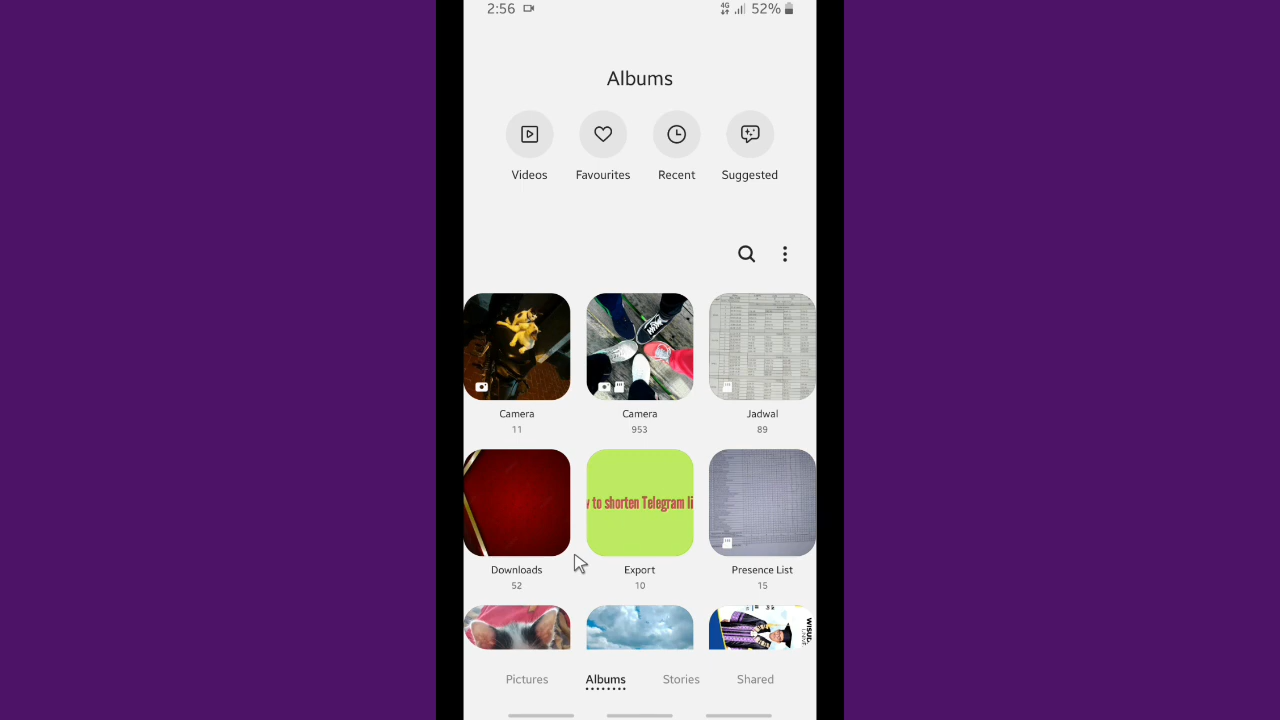 2:56
4G
52%
Albums
Videos
Favourites
Recent
Suggested
Camera
11
Camera
953
Jadwal
89
to shorten Telegram li
Downloads
52
Export
10
Presence List
15
Pictures
Albums
Stories
Shared